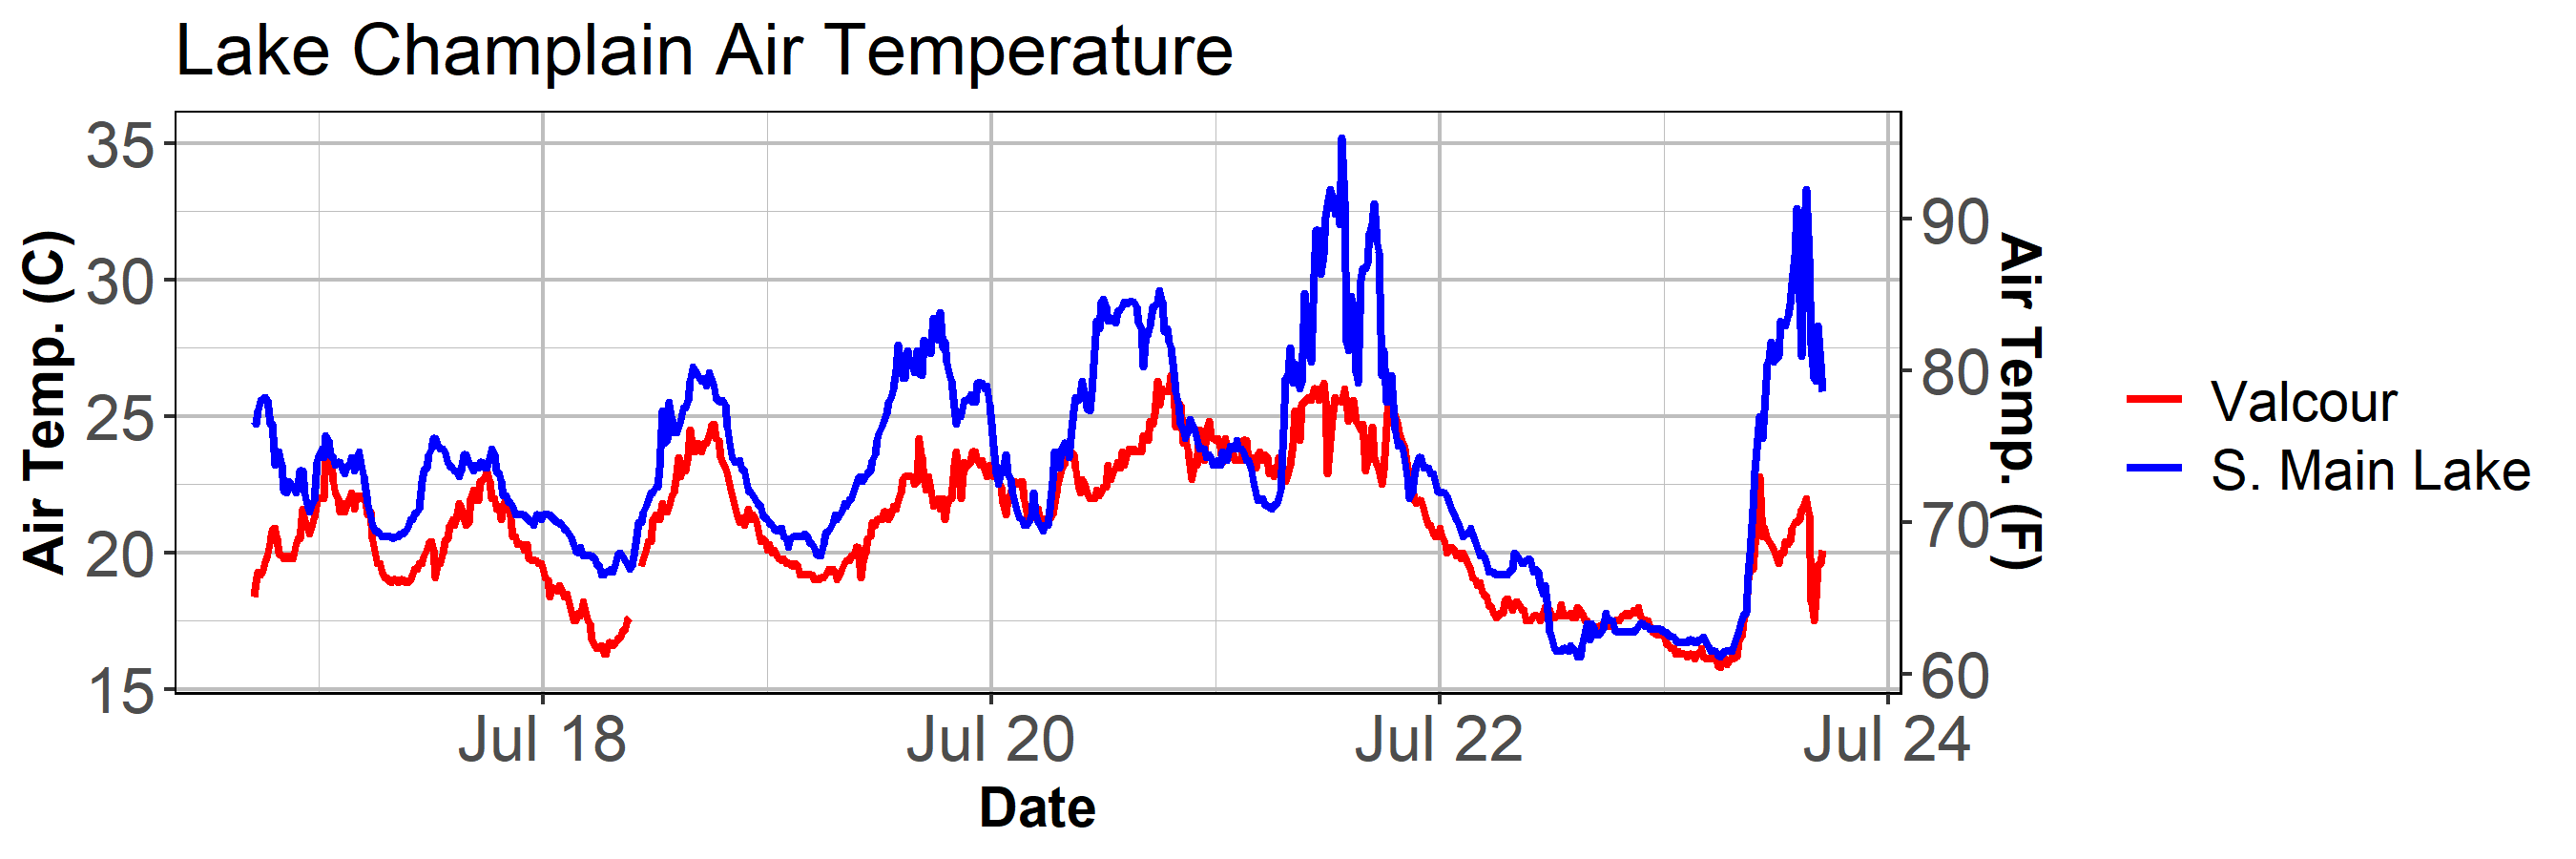 Lake Champlain Air Temperature
35
30
25
20
15
Air Temp. (C)
90
80
70
60
Air Temp. (F)
Jul 18
Jul 20
Jul 22
Jul 24
Date
Valcour
S. Main Lake